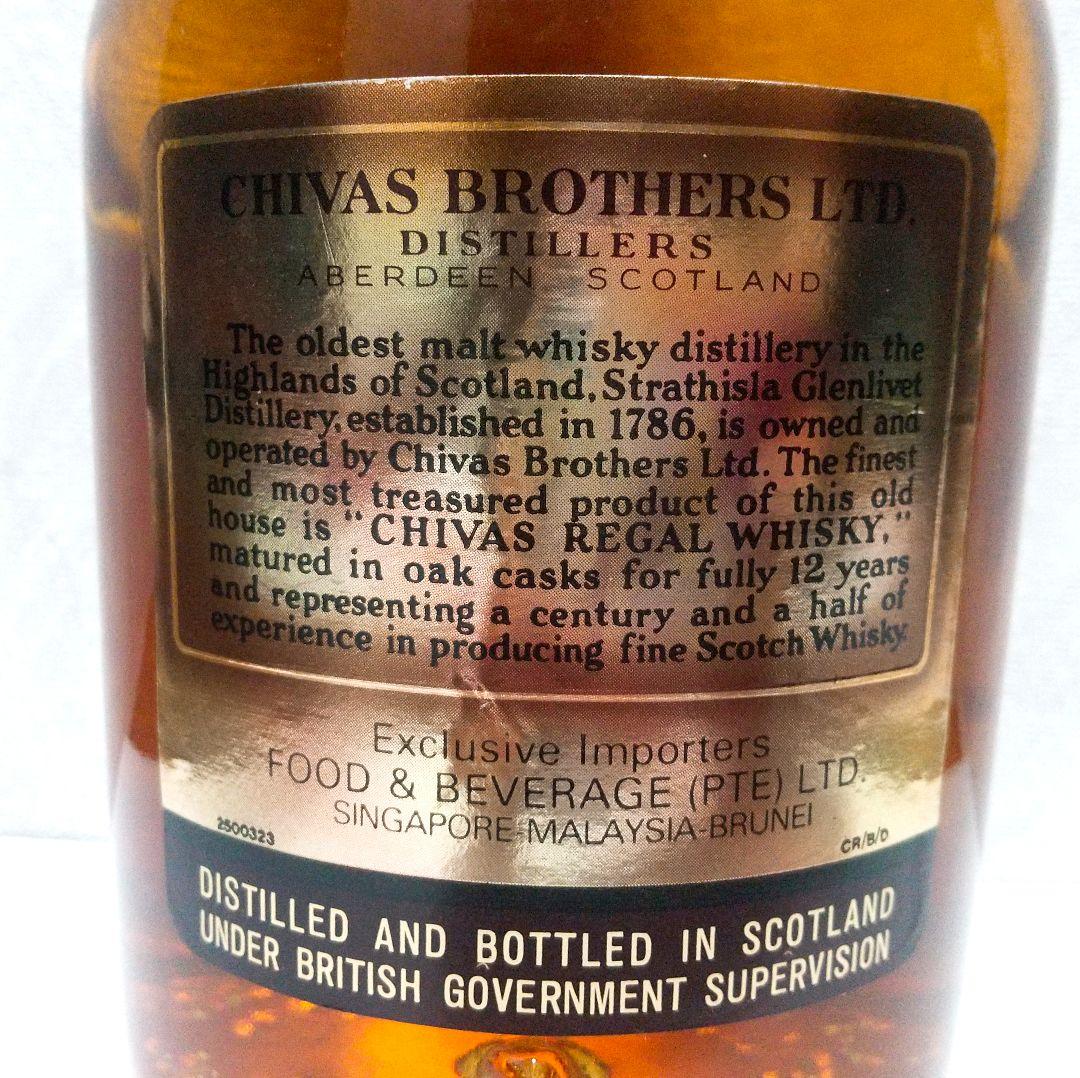 CHIVAS BROTHERS LTD.
DISTILLERS
ABERDEEN SCOTLAND
The oldest malt whisky distillery in the
Highlands of Scotland, Strathisla Glenlivet
Distillery, established in 1786, is owned and
operated by Chivas Brothers Ltd. The finest
and most treasured product of this old
house is "CHIVAS REGAL WHISKY,"
matured in oak casks for fully 12 years
and representing a century and a half of
experience in producing fine Scotch Whisky.
Exclusive Importers
FOOD & BEVERAGE (PTE) LTD.
SINGAPORE-MALAYSIA-BRUNEI
2500323 CR/B/D
DISTILLED AND BOTTLED IN SCOTLAND
UNDER BRITISH GOVERNMENT SUPERVISION